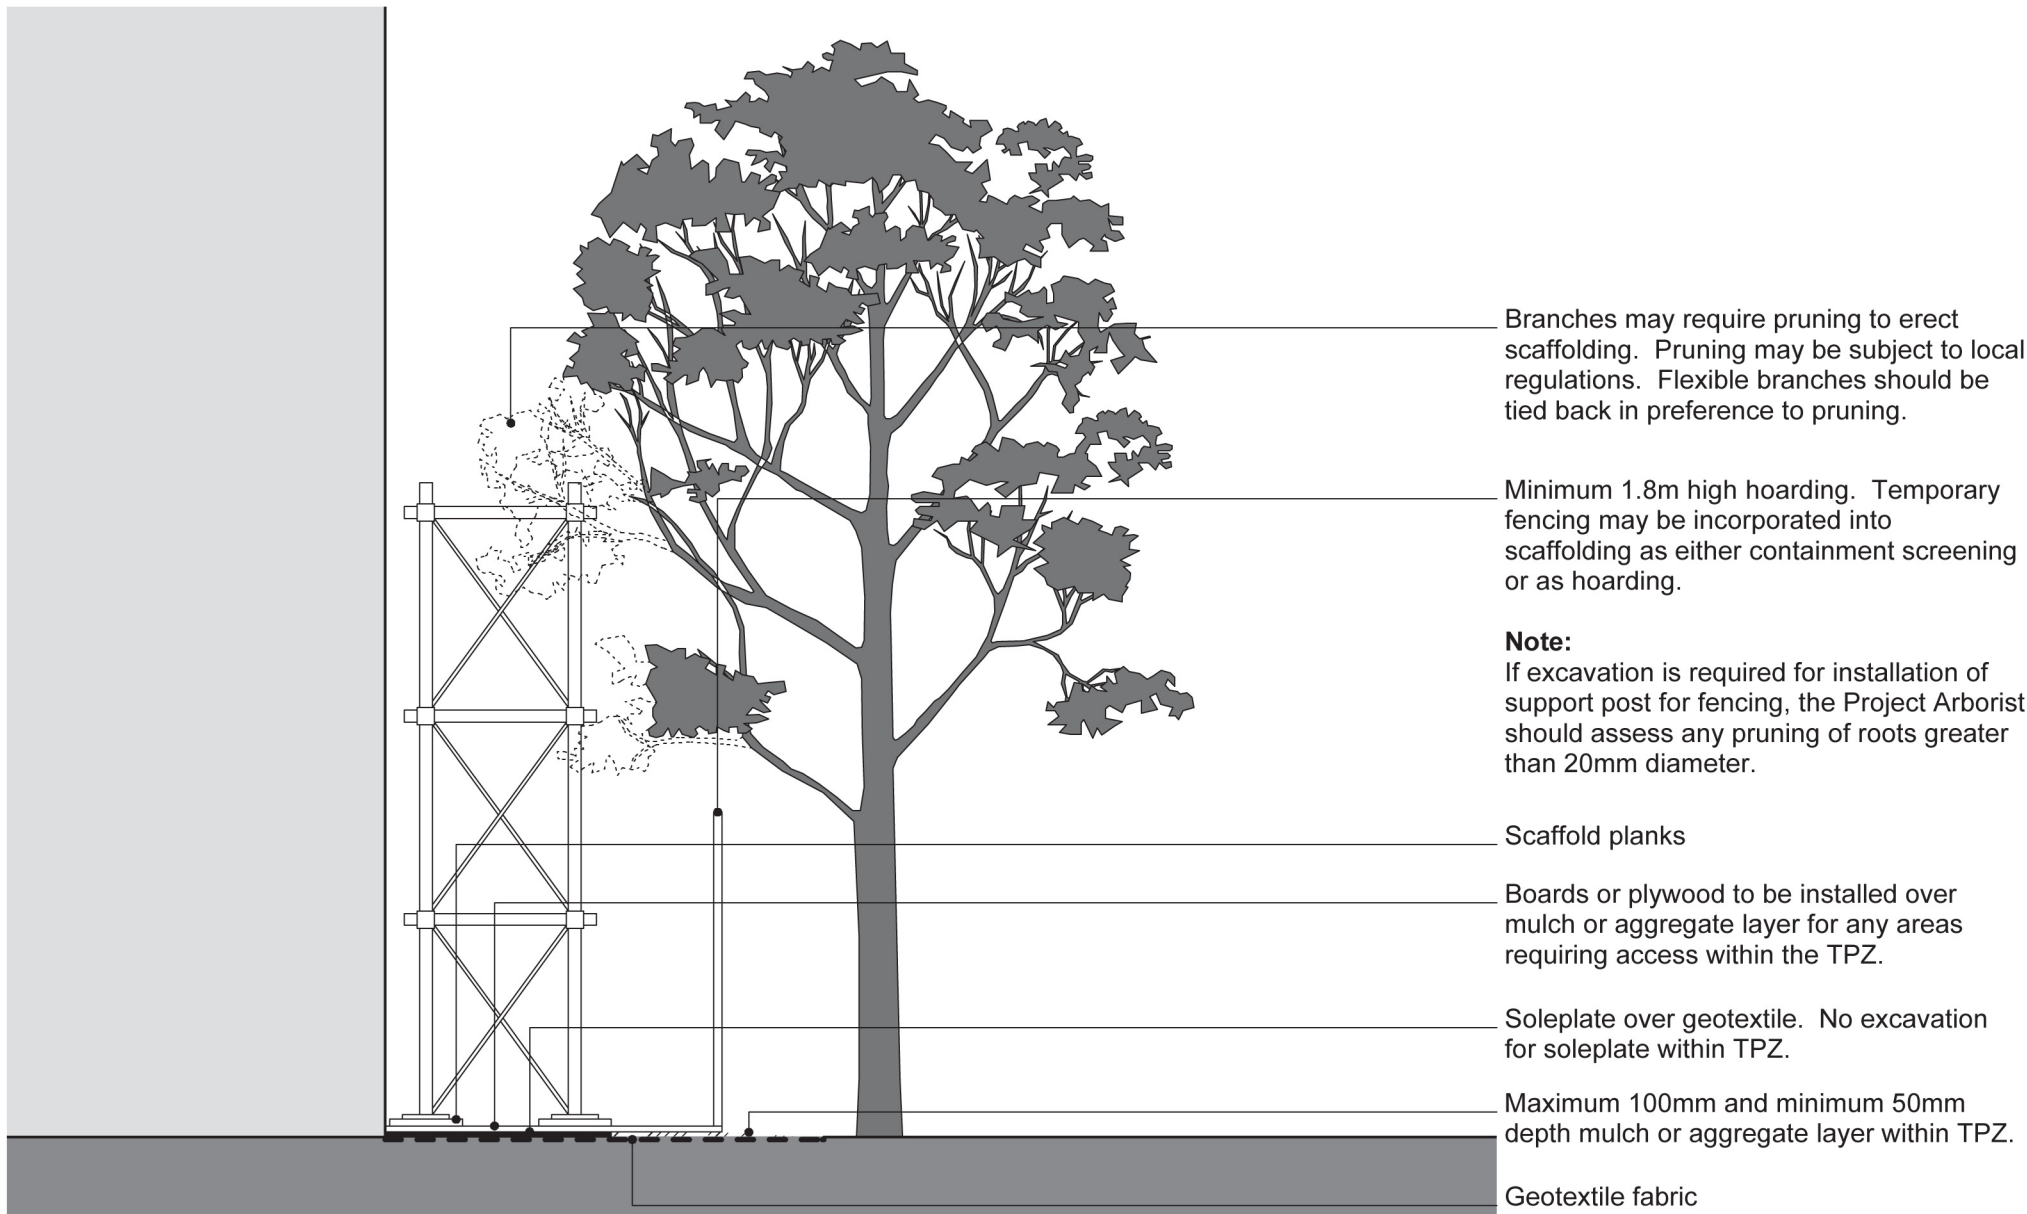 Branches may require pruning to erect
scaffolding.  Pruning may be subject to local
regulations.  Flexible branches should be
tied back in preference to pruning.
Minimum 1.8m high hoarding.  Temporary
fencing may be incorporated into
scaffolding as either containment screening
or as hoarding.
Note:
If excavation is required for installation of
support post for fencing, the Project Arborist
should assess any pruning of roots greater
than 20mm diameter.
Scaffold planks
Boards or plywood to be installed over
mulch or aggregate layer for any areas
requiring access within the TPZ.
Soleplate over geotextile.  No excavation
for soleplate within TPZ.
Maximum 100mm and minimum 50mm
depth mulch or aggregate layer within TPZ.
Geotextile fabric